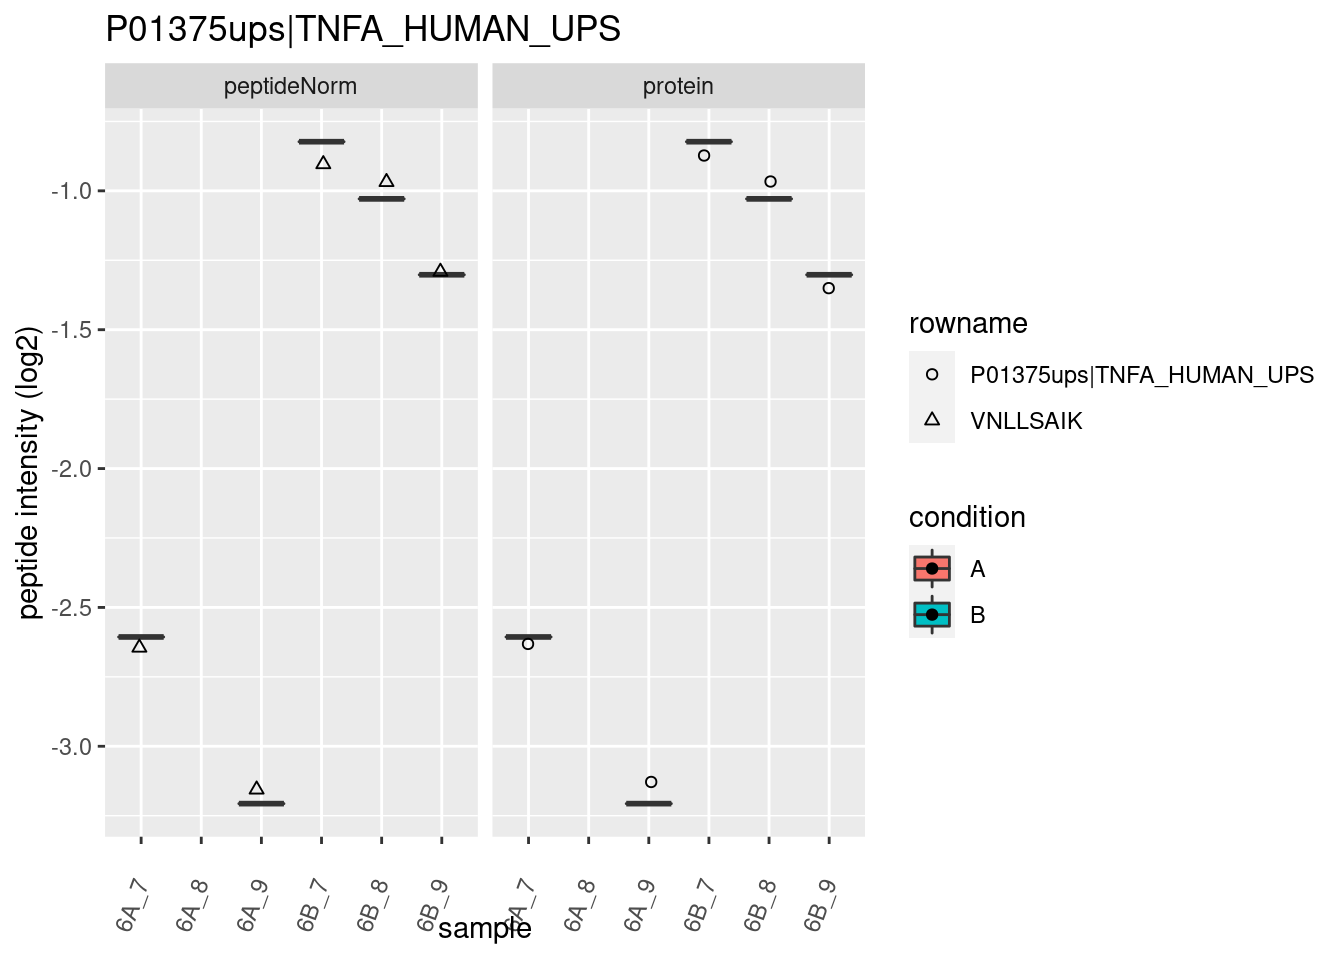 P01375ups|TNFA_HUMAN_UPS
peptideNorm
protein
peptide intensity (log2)
-1.0
-1.5
-2.0
-2.5
-3.0
6A_7
6A_8
6A_9
6B_7
6B_8
6B_9
6A_7
6A_8
6A_9
6B_7
6B_8
6B_9
sample
rowname
P01375ups|TNFA_HUMAN_UPS
VNLLSAIK
condition
A
B